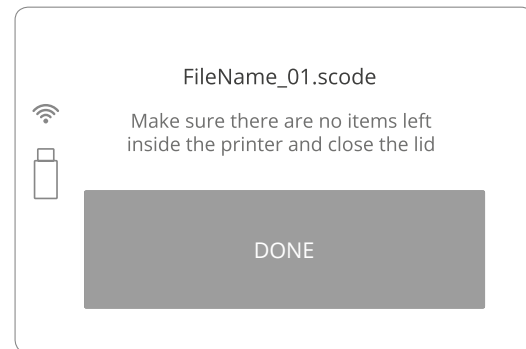 FileName_01.scode
Make sure there are no items left
inside the printer and close the lid
DONE